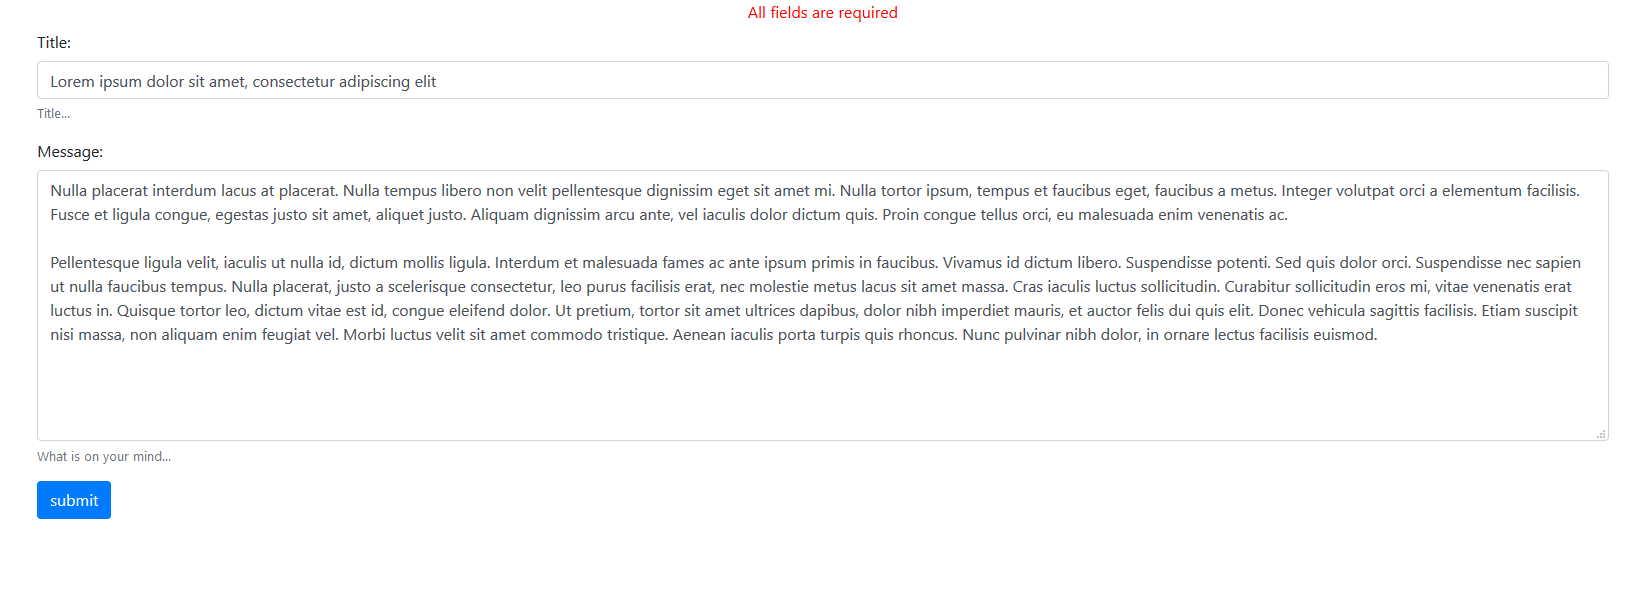 All fields are required
Title:
Lorem ipsum dolor sit amet, consectetur adipiscing elit
Title...
Message:
Nulla placerat interdum lacus at placerat. Nulla tempus libero non velit pellentesque dignissim eget sit amet mi. Nulla tortor ipsum, tempus et faucibus eget, faucibus a metus. Integer volutpat orci a elementum facilisis.
Fusce et ligula congue, egestas justo sit amet, aliquet justo. Aliquam dignissim arcu ante, vel iaculis dolor dictum quis. Proin congue tellus orci, eu malesuada enim venenatis ac.
Pellentesque ligula velit, iaculis ut nulla id, dictum mollis ligula. Interdum et malesuada fames ac ante ipsum primis in faucibus. Vivamus id dictum libero. Suspendisse potenti. Sed quis dolor orci. Suspendisse nec sapien
ut nulla faucibus tempus. Nulla placerat, justo a scelerisque consectetur, leo purus facilisis erat, nec molestie metus lacus sit amet massa. Cras iaculis luctus sollicitudin. Curabitur sollicitudin eros mi, vitae venenatis erat
luctus in. Quisque tortor leo, dictum vitae est id, congue eleifend dolor. Ut pretium, tortor sit amet ultrices dapibus, dolor nibh imperdiet mauris, et auctor felis dui quis elit. Donec vehicula sagittis facilisis. Etiam suscipit
nisi massa, non aliquam enim feugiat vel. Morbi luctus velit sit amet commodo tristique. Aenean iaculis porta turpis quis rhoncus. Nunc pulvinar nibh dolor, in ornare lectus facilisis euismod.
What is on your mind...
submit